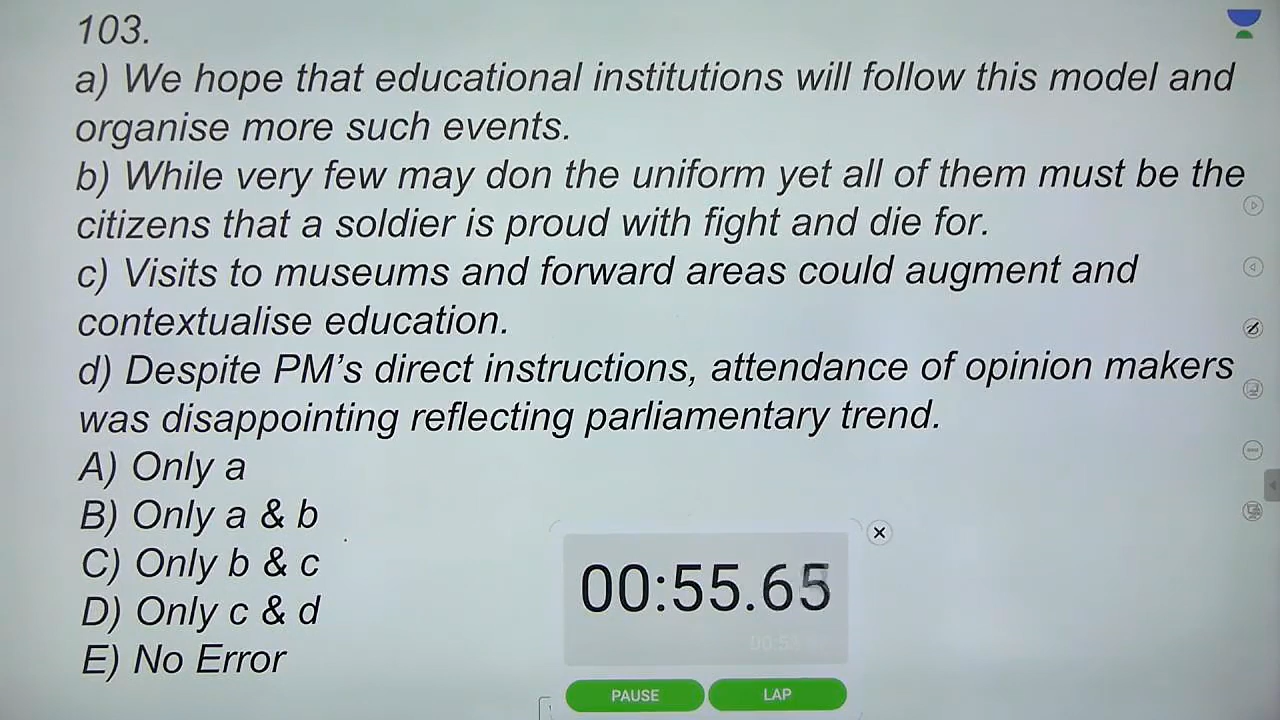 103.
a) We hope that educational institutions will follow this model and
organise more such events.
b) While very few may don the uniform yet all of them must be the
citizens that a soldier is proud with fight and die for.
c) Visits to museums and forward areas could augment and
contextualise education.
d) Despite PM's direct instructions, attendance of opinion makers
was disappointing reflecting parliamentary trend.
A) Only a
B) Only a & b
C) Only b & c
D) Only c & d
E) No Error
00:55.65
PAUSE
LAP